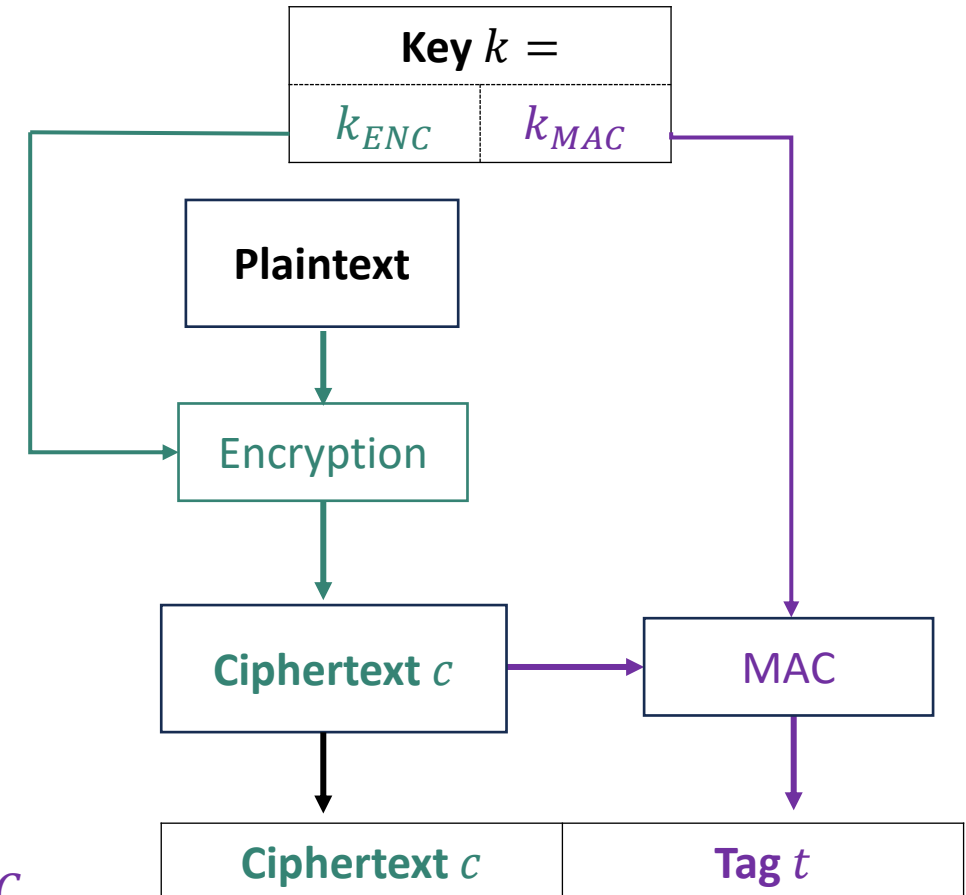 Key k =
k_ENC k_MAC
Plaintext
Encryption
Ciphertext c MAC
Ciphertext c Tag t
C